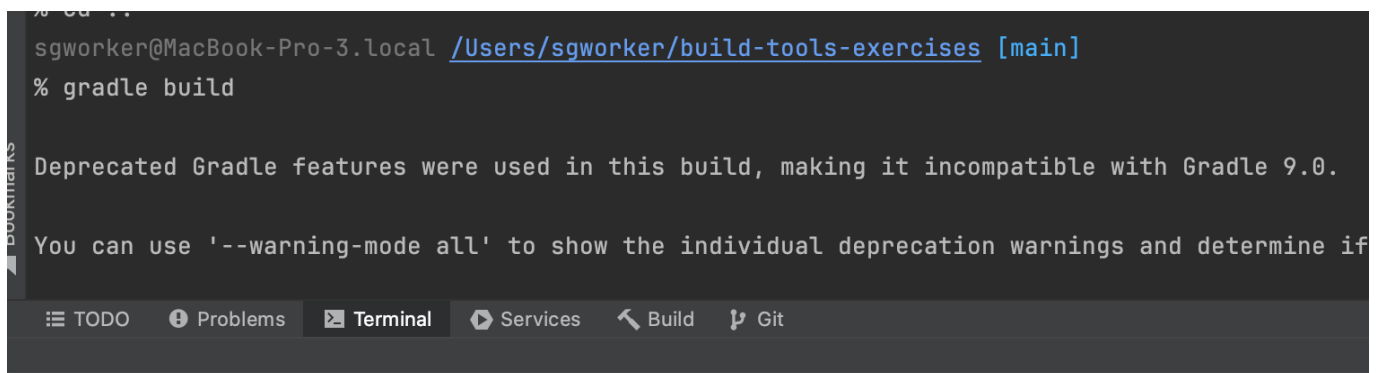 % cd ..
sgworker@MacBook-Pro-3.local /Users/sgworker/build-tools-exercises [main]
% gradle build
Deprecated Gradle features were used in this build, making it incompatible with Gradle 9.0.
You can use '--warning-mode all' to show the individual deprecation warnings and determine if
Bookmarks
TODO Problems Terminal Services Build Git